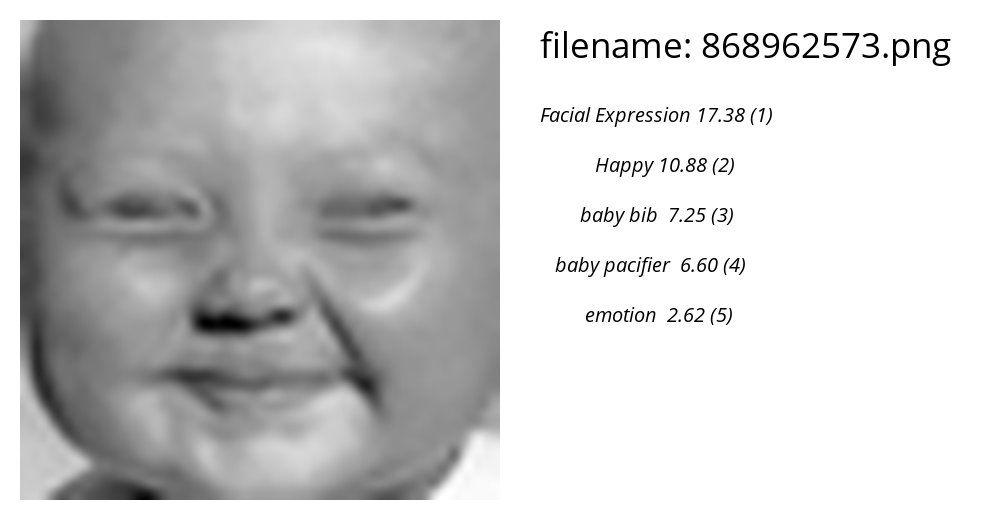 filename: 868962573.png
Facial Expression 17.38 (1)
Happy 10.88 (2)
baby bib 7.25 (3)
baby pacifier 6.60 (4)
emotion 2.62 (5)